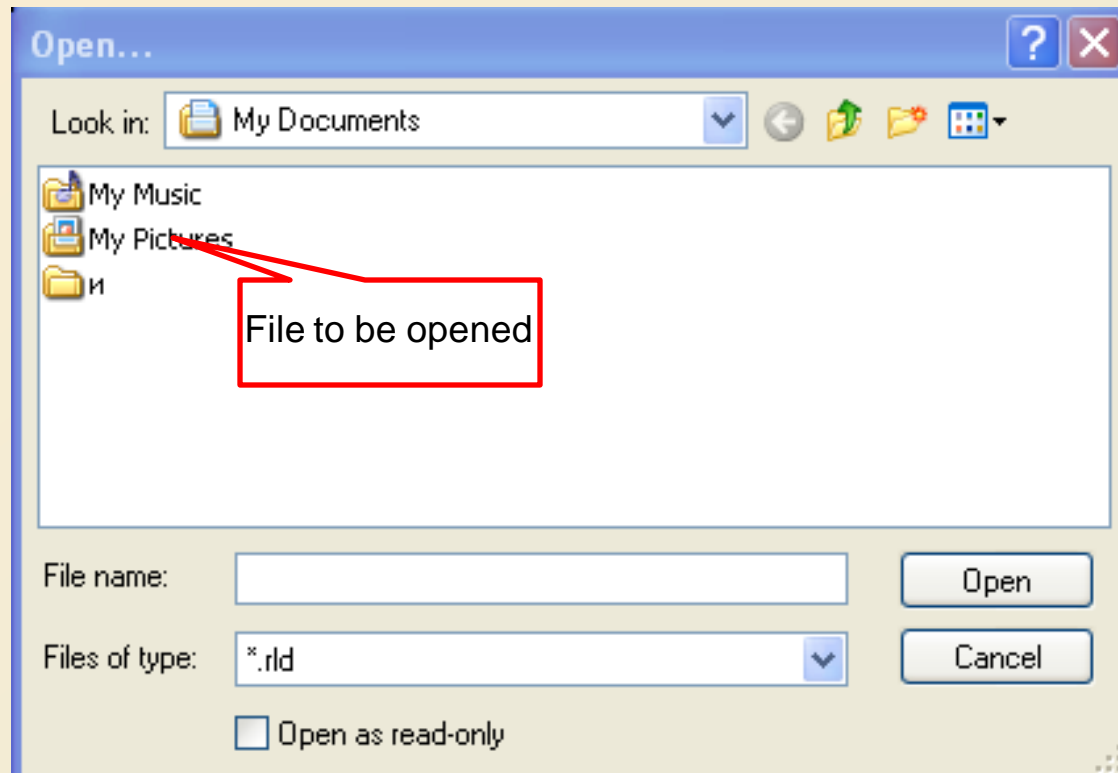 Open...
Look in: My Documents
My Music
My Pictures
и
File to be opened
File name:
Open
Files of type: *.rld
Cancel
Open as read-only